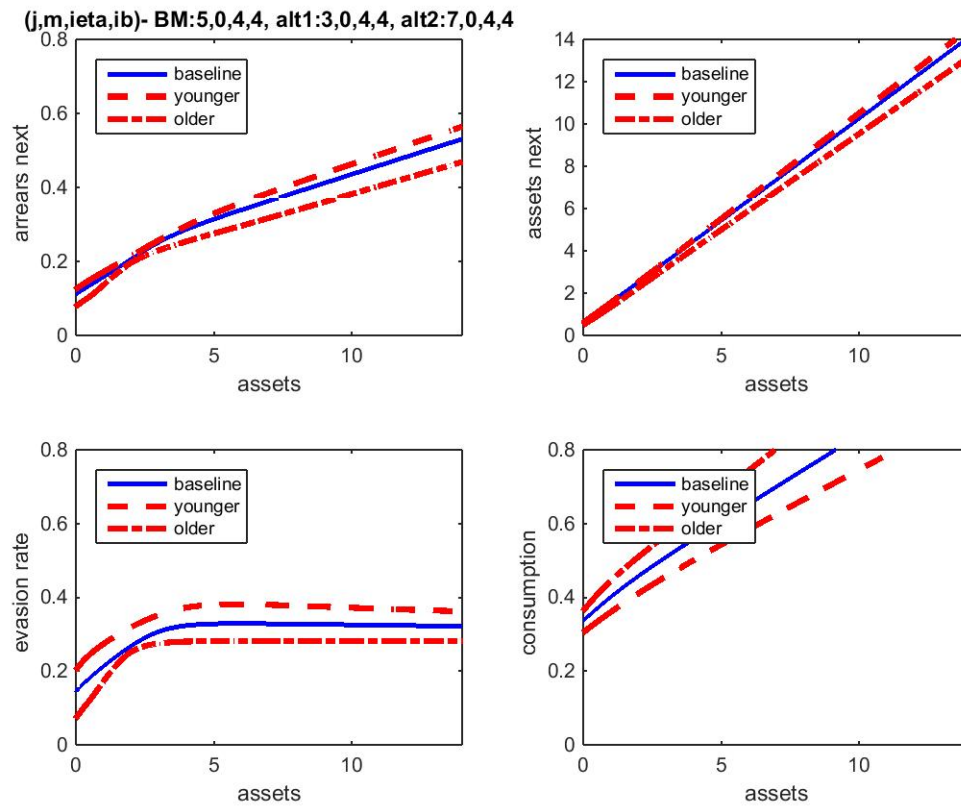 (j,m,ieta,ib)- BM:5,0,4,4, alt1:3,0,4,4, alt2:7,0,4,4
0.8
0.6
0.4
0.2
0
arrears next
baseline
younger
older
0 5 10
assets
14
12
10
8
6
4
2
0
assets next
baseline
younger
older
0 5 10
assets
0.8
0.6
0.4
0.2
0
evasion rate
baseline
younger
older
0 5 10
assets
0.8
0.6
0.4
0.2
0
consumption
baseline
younger
older
0 5 10
assets